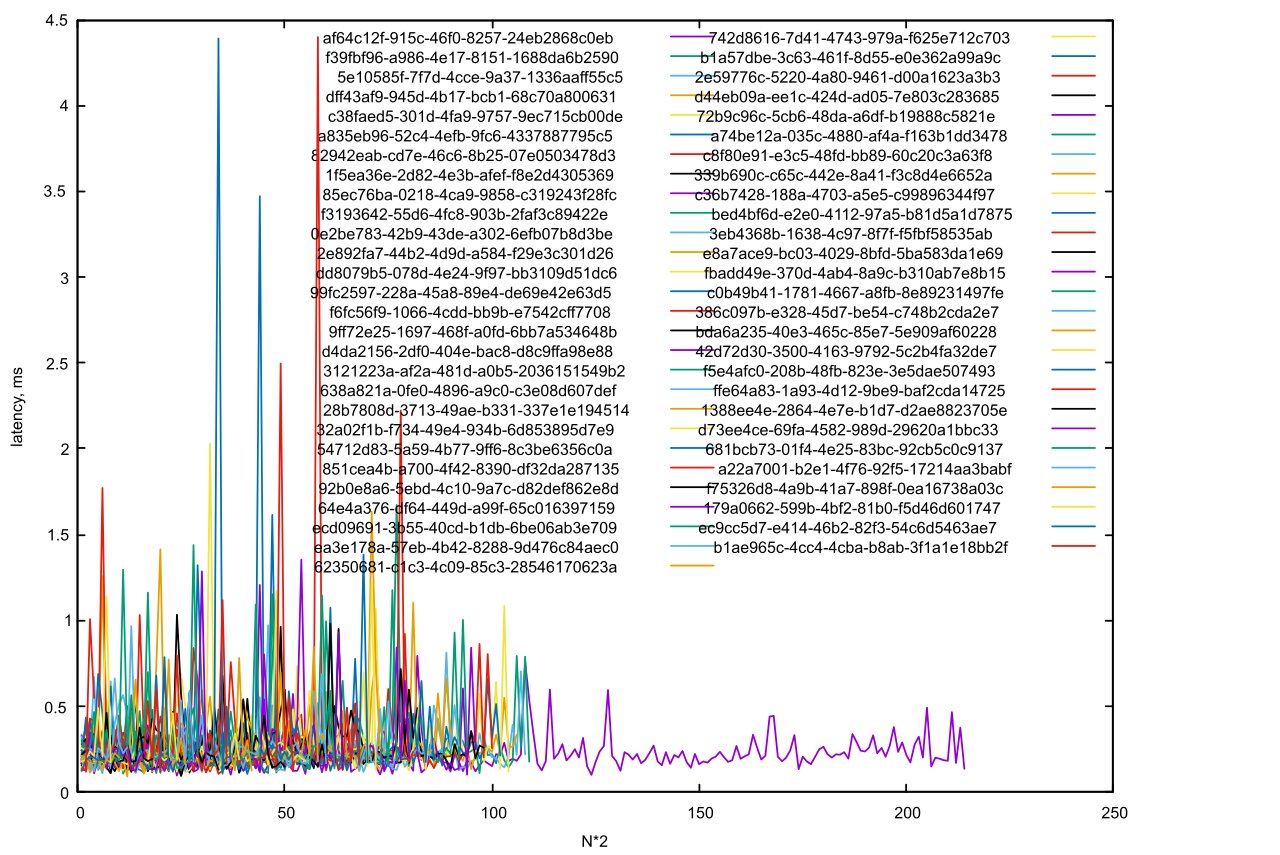 4.5
4
3.5
3
2.5
2
1.5
1
0.5
0
latency, ms
0 50 100 150 200 250
N*2
af64c12f-915c-46f0-8257-24eb2868c0eb
f39fbf96-a986-4e17-8151-1688da6b2590
5e10585f-7f7d-4cce-9a37-1336aaff55c5
dff43af9-945d-4b17-bcb1-68c70a800631
c38faed5-301d-4fa9-9757-9ec715cb00de
a835eb96-52c4-4efb-9fc6-4337887795c5
82942eab-cd7e-46c6-8b25-07e0503478d3
1f5ea36e-2d82-4e3b-afef-f8e2d4305369
85ec76ba-0218-4ca9-9858-c319243f28fc
f3193642-55d6-4fc8-903b-2faf3c89422e
0e2be783-42b9-43de-a302-6efb07b8d3be
2e892fa7-44b2-4d9d-a584-f29e3c301d26
dd8079b5-078d-4e24-9f97-bb3109d51dc6
99fc2597-228a-45a8-89e4-de69e42e63d5
f6fc56f9-1066-4cdd-bb9b-e7542cff7708
9ff72e25-1697-468f-a0fd-6bb7a534648b
d4da2156-2df0-404e-bac8-d8c9ffa98e88
3121223a-af2a-481d-a0b5-2036151549b2
638a821a-0fe0-4896-a9c0-c3e08d607def
28b7808d-3713-49ae-b331-337e1e194514
32a02f1b-f734-49e4-934b-6d853895d7e9
54712d83-5a59-4b77-9ff6-8c3be6356c0a
851cea4b-a700-4f42-8390-df32da287135
92b0e8a6-5ebd-4c10-9a7c-d82def862e8d
64e4a376-df64-449d-a99f-65c016397159
ecd09691-3b55-40cd-b1db-6be06ab3e709
ea3e178a-57eb-4b42-8288-9d476c84aec0
62350681-c1c3-4c09-85c3-28546170623a
742d8616-7d41-4743-979a-f625e712c703
b1a57dbe-3c63-461f-8d55-e0e362a99a9c
2e59776c-5220-4a80-9461-d00a1623a3b3
d44eb09a-ee1c-424d-ad05-7e803c283685
72b9c96c-5cb6-48da-a6df-b19888c5821e
a74be12a-035c-4880-af4a-f163b1dd3478
c8f80e91-e3c5-48fd-bb89-60c20c3a63f8
339b690c-c65c-442e-8a41-f3c8d4e6652a
c36b7428-188a-4703-a5e5-c99896344f97
bed4bf6d-e2e0-4112-97a5-b81d5a1d7875
3eb4368b-1638-4c97-8f7f-f5fbf58535ab
e8a7ace9-bc03-4029-8bfd-5ba583da1e69
fbadd49e-370d-4ab4-8a9c-b310ab7e8b15
c0b49b41-1781-4667-a8fb-8e89231497fe
386c097b-e328-45d7-be54-c748b2cda2e7
bda6a235-40e3-465c-85e7-5e909af60228
42d72d30-3500-4163-9792-5c2b4fa32de7
f5e4afc0-208b-48fb-823e-3e5dae507493
ffe64a83-1a93-4d12-9be9-baf2cda14725
1388ee4e-2864-4e7e-b1d7-d2ae8823705e
d73ee4ce-69fa-4582-989d-29620a1bbc33
681bcb73-01f4-4e25-83bc-92cb5c0c9137
a22a7001-b2e1-4f76-92f5-17214aa3babf
f75326d8-4a9b-41a7-898f-0ea16738a03c
179a0662-599b-4bf2-81b0-f5d46d601747
ec9cc5d7-e414-46b2-82f3-54c6d5463ae7
b1ae965c-4cc4-4cba-b8ab-3f1a1e18bb2f